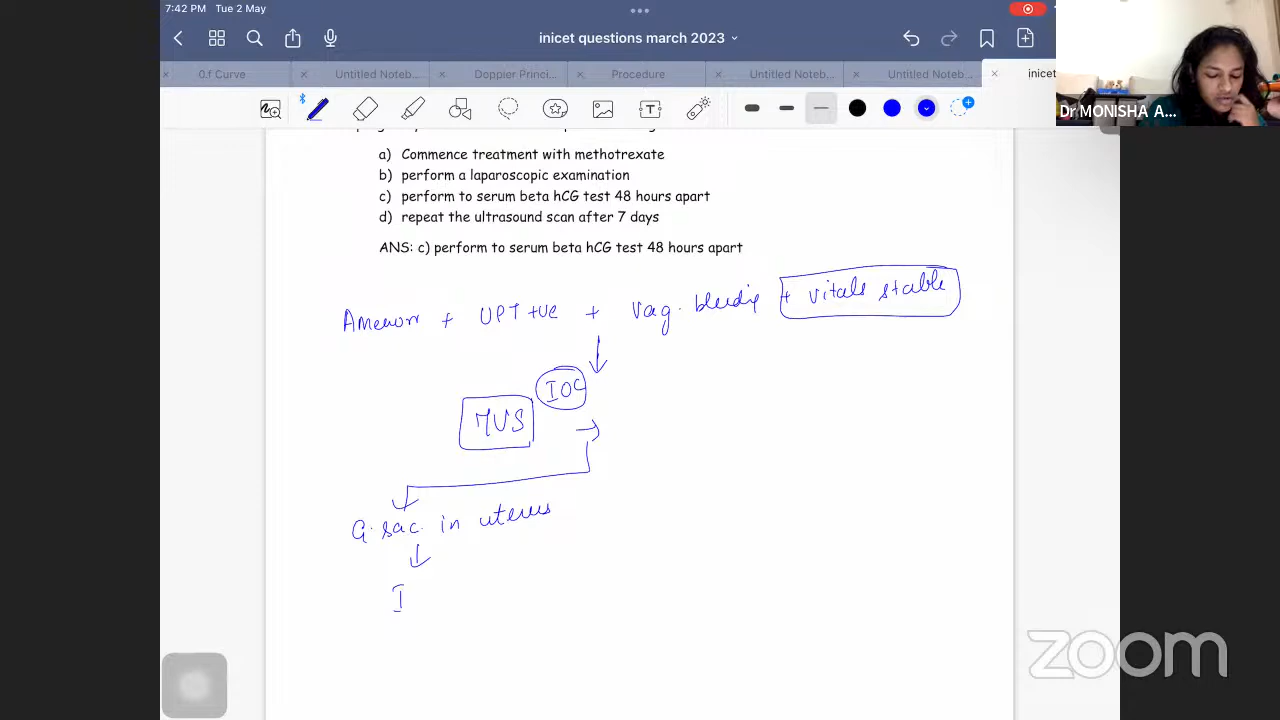 7:42 PM Tue 2 May
inicet questions march 2023
0.f Curve
Untitled Noteb...
Doppler Princi...
Procedure
Untitled Noteb...
Untitled Noteb...
inicet
Dr MONISHA A...
a) Commence treatment with methotrexate
b) perform a laparoscopic examination
c) perform to serum beta hCG test 48 hours apart
d) repeat the ultrasound scan after 7 days
ANS: c) perform to serum beta hCG test 48 hours apart
Amenorr + UPT +ve + Vag. bleeding + vitals stable
IOC
TVS
G. sac. in uterus
I
zoom